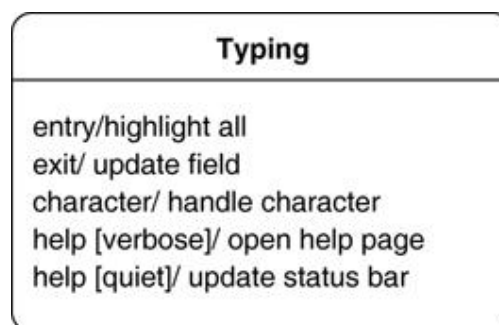 Typing
entry/highlight all
exit/ update field
character/ handle character
help [verbose]/ open help page
help [quiet]/ update status bar